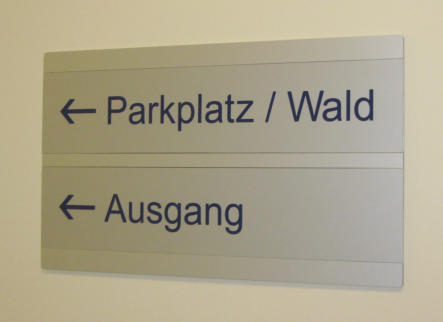 ← Parkplatz / Wald
← Ausgang